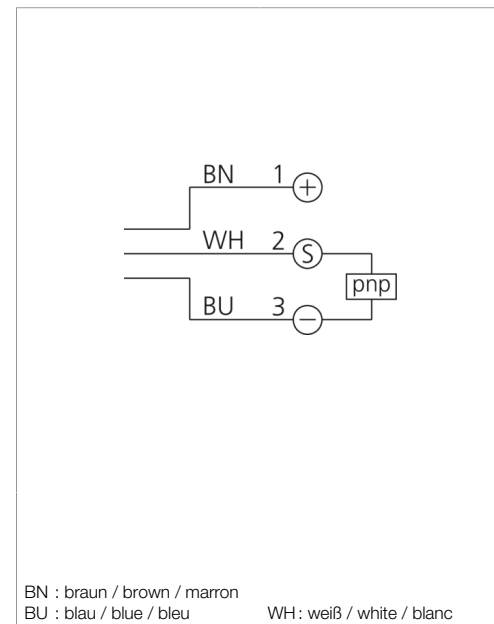 BN 1 +
WH 2 S
pnp
BU 3 −
BN : braun / brown / marron
BU : blau / blue / bleu WH : weiß / white / blanc